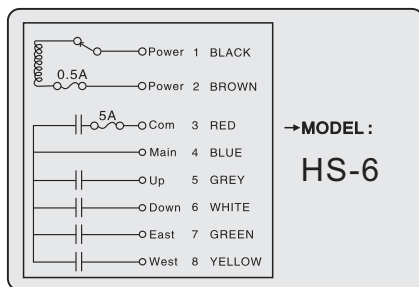 Power 1 BLACK
0.5A
Power 2 BROWN
5A
Com 3 RED
Main 4 BLUE
Up 5 GREY
Down 6 WHITE
East 7 GREEN
West 8 YELLOW
→MODEL:
HS-6